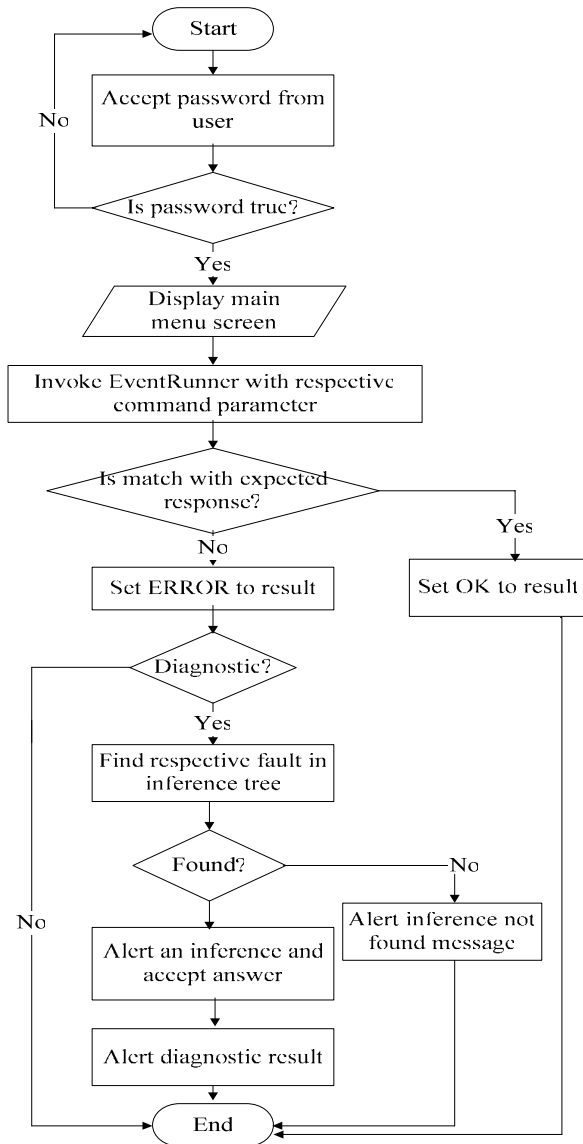 Start
Accept password from
user
No
Is password true?
Yes
Display main
menu screen
Invoke EventRunner with respective
command parameter
Is match with expected
response?
Yes
No
Set ERROR to result
Set OK to result
Diagnostic?
Yes
Find respective fault in
inference tree
Found?
No
No
Alert inference not
found message
Alert an inference and
accept answer
Alert diagnostic result
End